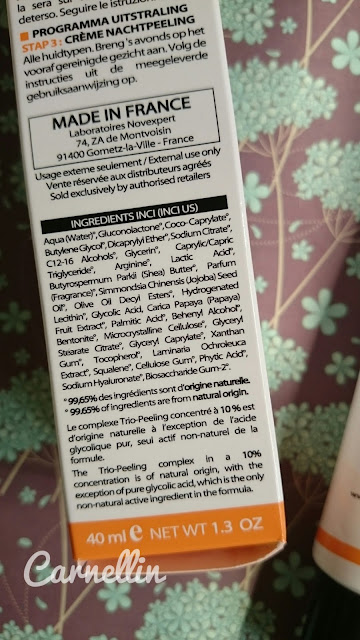 la sera su
deterso. Seguire le istruzioni
■ PROGRAMMA UITSTRALING
STAP 3 : CRÈME NACHTPEELING
Alle huidtypen. Breng 's avonds op het
vooraf gereinigde gezicht aan. Volg de
instructies uit de meegeleverde
gebruiksaanwijzing op.
MADE IN FRANCE
Laboratoires Novexpert
74, ZA de Montvoisin
91400 Gometz-la-Ville - France
Usage externe seulement / External use only
Vente réservée aux distributeurs agréés
Sold exclusively by authorised retailers
INGREDIENTS INCI (INCI US)
Aqua (Water)°, Gluconolactone°, Coco-Caprylate°,
Butylene Glycol°, Dicaprylyl Ether°, Sodium Citrate°,
C12-16 Alcohols°, Glycerin°, Caprylic/Capric
Triglyceride°, Arginine°, Lactic Acid°,
Butyrospermum Parkii (Shea) Butter°, Parfum
(Fragrance)°, Simmondsia Chinensis (Jojoba) Seed
Oil°, Olive Oil Decyl Esters°, Hydrogenated
Lecithin°, Glycolic Acid, Carica Papaya (Papaya)
Fruit Extract°, Palmitic Acid°, Behenyl Alcohol°,
Bentonite°, Microcrystalline Cellulose°, Glyceryl
Stearate Citrate°, Glyceryl Caprylate°, Xanthan
Gum°, Tocopherol°, Laminaria Ochroleuca
Extract°, Squalene°, Cellulose Gum°, Phytic Acid°,
Sodium Hyaluronate°, Biosaccharide Gum-2°.
° 99,65% des ingrédients sont d'origine naturelle.
° 99.65% of ingredients are from natural origin.
Le complexe Trio-Peeling concentré à 10 % est
d'origine naturelle à l'exception de l'acide
glycolique pur, seul actif non-naturel de la
formule.
The Trio-Peeling complex in a 10%
concentration is of natural origin, with the
exception of pure glycolic acid, which is the only
non-natural active ingredient in the formula.
40 ml e NET WT 1.3 OZ
Carnellin